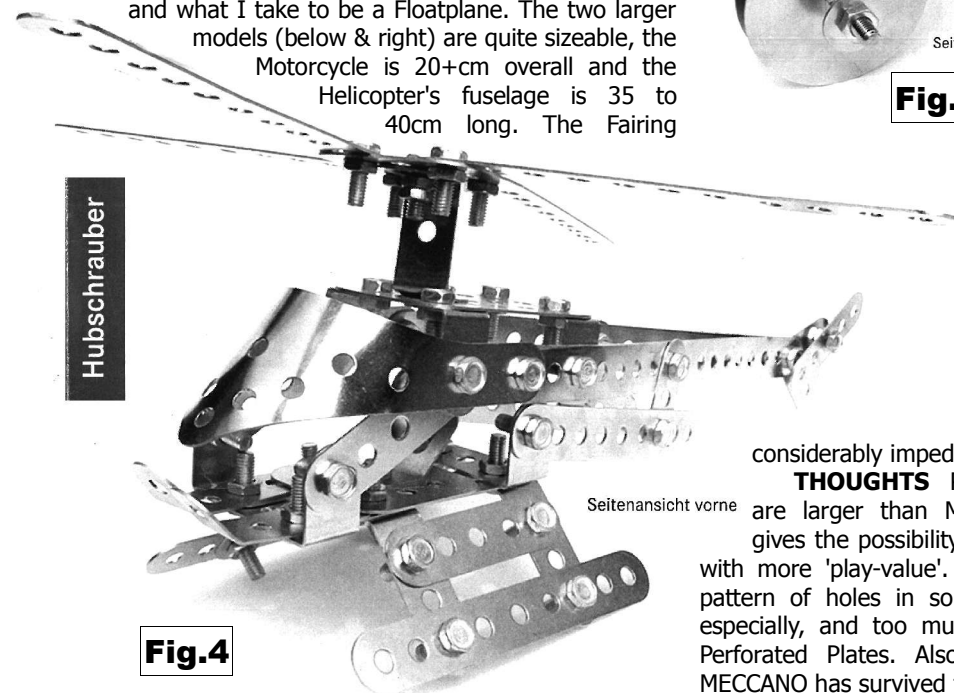 and what I take to be a Floatplane. The two larger
models (below & right) are quite sizeable, the
Motorcycle is 20+cm overall and the
Helicopter's fuselage is 35 to
40cm long. The Fairing
Fig.
Hubschrauber
Seitenansicht vorne
Fig.4
considerably imped
THOUGHTS
are larger than
gives the possibility
with more 'play-value'.
pattern of holes in so
especially, and too mu
Perforated Plates. Also
MECCANO has survived